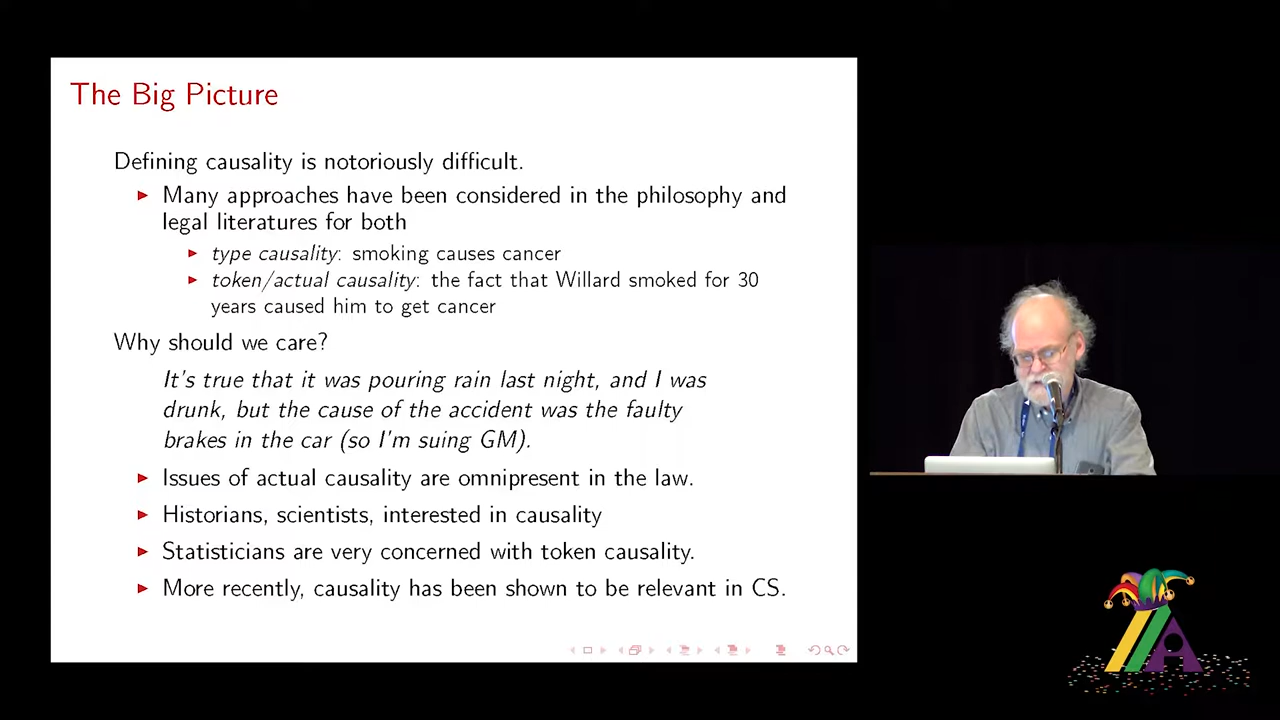 The Big Picture
Defining causality is notoriously difficult.
Many approaches have been considered in the philosophy and
legal literatures for both
type causality: smoking causes cancer
token/actual causality: the fact that Willard smoked for 30
years caused him to get cancer
Why should we care?
It's true that it was pouring rain last night, and I was
drunk, but the cause of the accident was the faulty
brakes in the car (so I'm suing GM).
Issues of actual causality are omnipresent in the law.
Historians, scientists, interested in causality
Statisticians are very concerned with token causality.
More recently, causality has been shown to be relevant in CS.